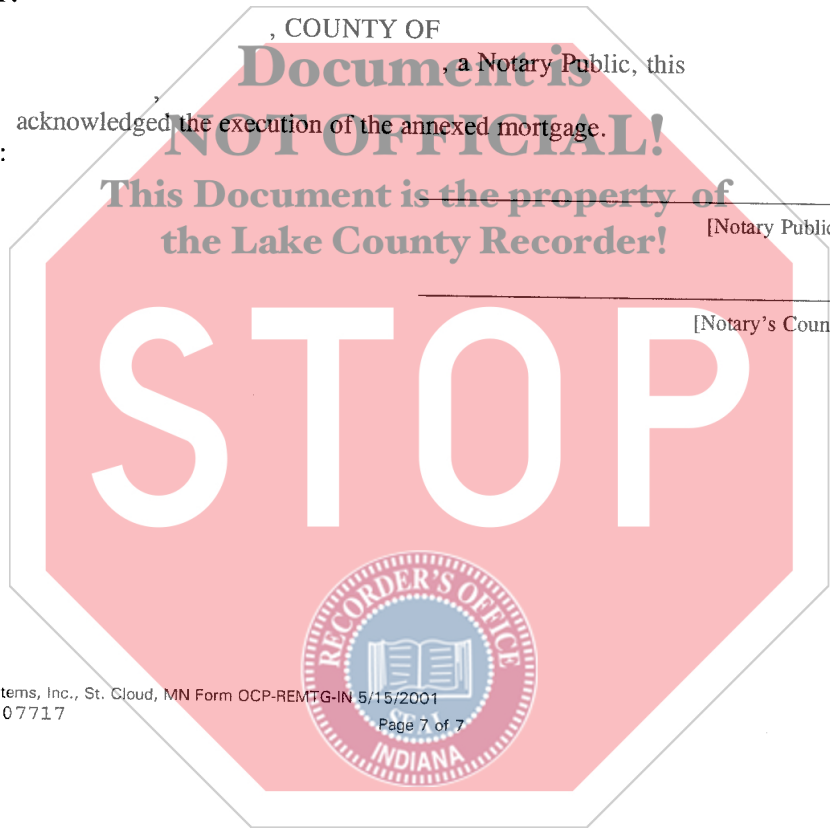 , COUNTY OF
Document is
, a Notary Public, this
,
acknowledged the execution of the annexed mortgage.
NOT OFFICIAL!
:
This Document is the property of
the Lake County Recorder!
[Notary Public
[Notary's Coun
STOP
RECORDER'S OFFICE
SEAL
INDIANA
tems, Inc., St. Cloud, MN Form OCP-REMTG-IN 5/15/2001
07717
Page 7 of 7